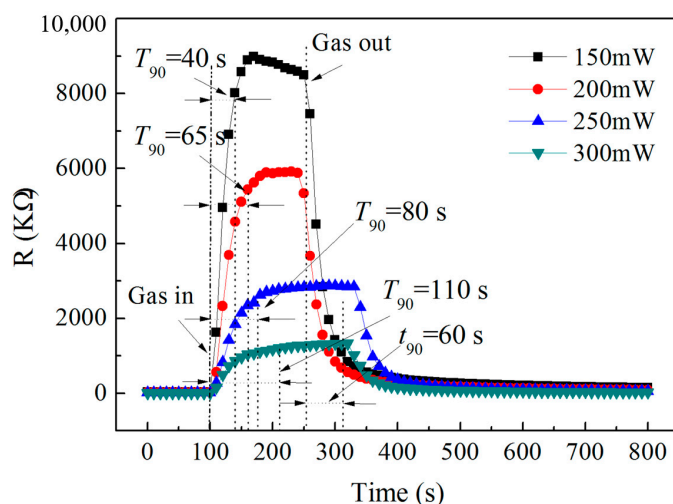 10,000
8000
6000
4000
2000
0
R (KΩ)
T90=40 s
Gas out
T90=65 s
T90=80 s
Gas in
T90=110 s
t90=60 s
150mW
200mW
250mW
300mW
0 100 200 300 400 500 600 700 800
Time (s)